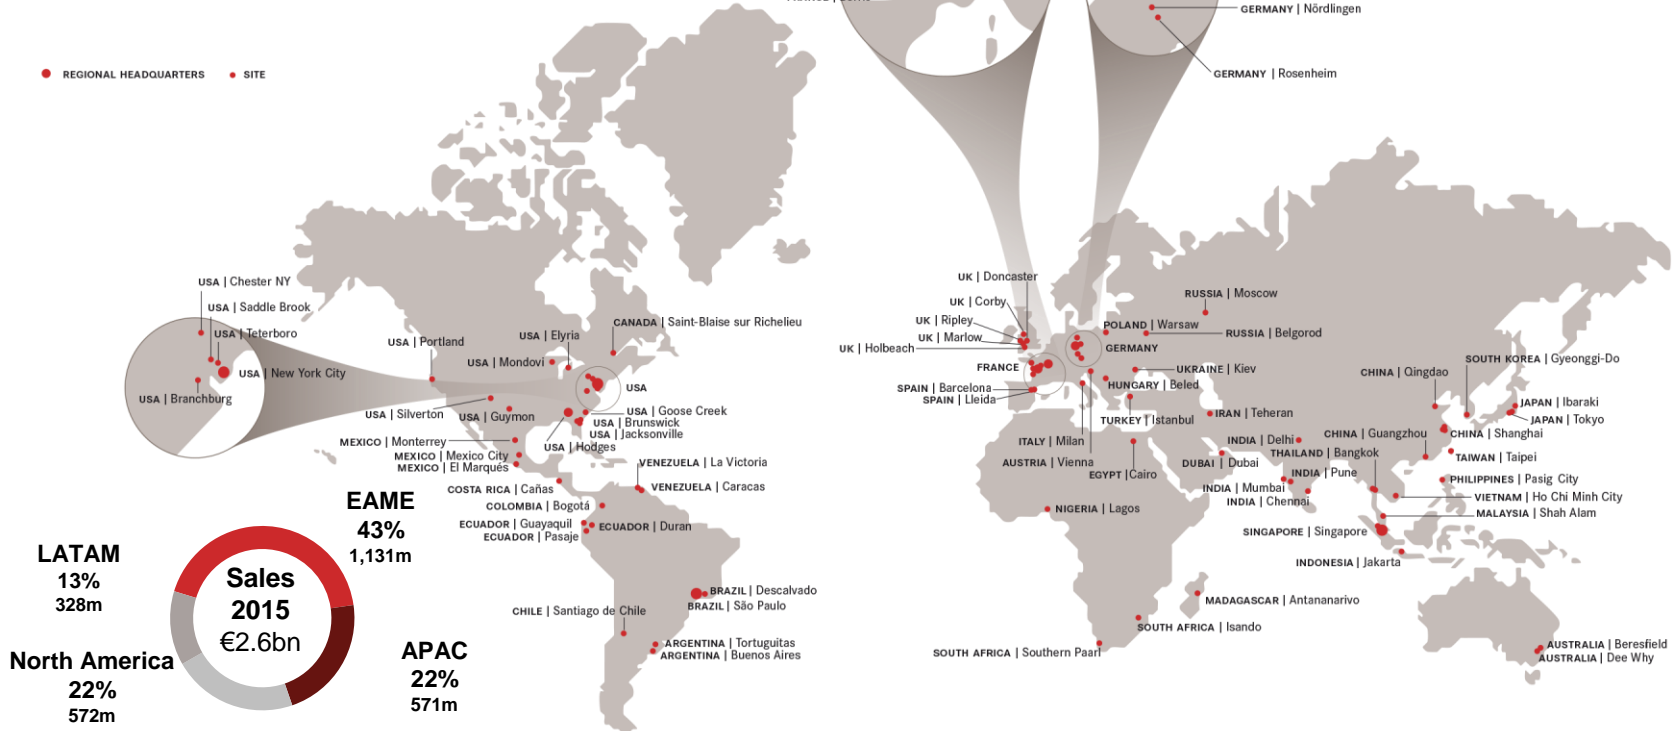 GERMANY | Nördlingen
GERMANY | Rosenheim
REGIONAL HEADQUARTERS
SITE
USA | Chester NY
USA | Saddle Brook
USA | Teterboro
USA | New York City
USA | Branchburg
USA | Portland
USA | Elyria
USA | Mondovi
CANADA | Saint-Blaise sur Richelieu
USA
USA | Silverton
USA | Guymon
USA | Goose Creek
USA | Brunswick
USA | Jacksonville
USA | Hodges
MEXICO | Monterrey
MEXICO | Mexico City
MEXICO | El Marqués
VENEZUELA | La Victoria
VENEZUELA | Caracas
COSTA RICA | Cañas
COLOMBIA | Bogotá
ECUADOR | Guayaquil
ECUADOR | Duran
ECUADOR | Pasaje
BRAZIL | Descalvado
BRAZIL | São Paulo
CHILE | Santiago de Chile
ARGENTINA | Tortuguitas
ARGENTINA | Buenos Aires
UK | Doncaster
UK | Corby
UK | Ripley
UK | Marlow
UK | Holbeach
FRANCE
SPAIN | Barcelona
SPAIN | Lleida
RUSSIA | Moscow
POLAND | Warsaw
RUSSIA | Belgorod
GERMANY
UKRAINE | Kiev
HUNGARY | Beled
TURKEY | Istanbul
ITALY | Milan
AUSTRIA | Vienna
EGYPT | Cairo
IRAN | Teheran
DUBAI | Dubai
INDIA | Delhi
INDIA | Pune
INDIA | Mumbai
INDIA | Chennai
THAILAND | Bangkok
CHINA | Guangzhou
CHINA | Qingdao
SOUTH KOREA | Gyeonggi-Do
JAPAN | Ibaraki
JAPAN | Tokyo
CHINA | Shanghai
TAIWAN | Taipei
PHILIPPINES | Pasig City
VIETNAM | Ho Chi Minh City
MALAYSIA | Shah Alam
SINGAPORE | Singapore
INDONESIA | Jakarta
NIGERIA | Lagos
MADAGASCAR | Antananarivo
SOUTH AFRICA | Isando
SOUTH AFRICA | Southern Paarl
AUSTRALIA | Beresfield
AUSTRALIA | Dee Why
EAME
43%
1,131m
LATAM
13%
328m
Sales
2015
€2.6bn
North America
22%
572m
APAC
22%
571m